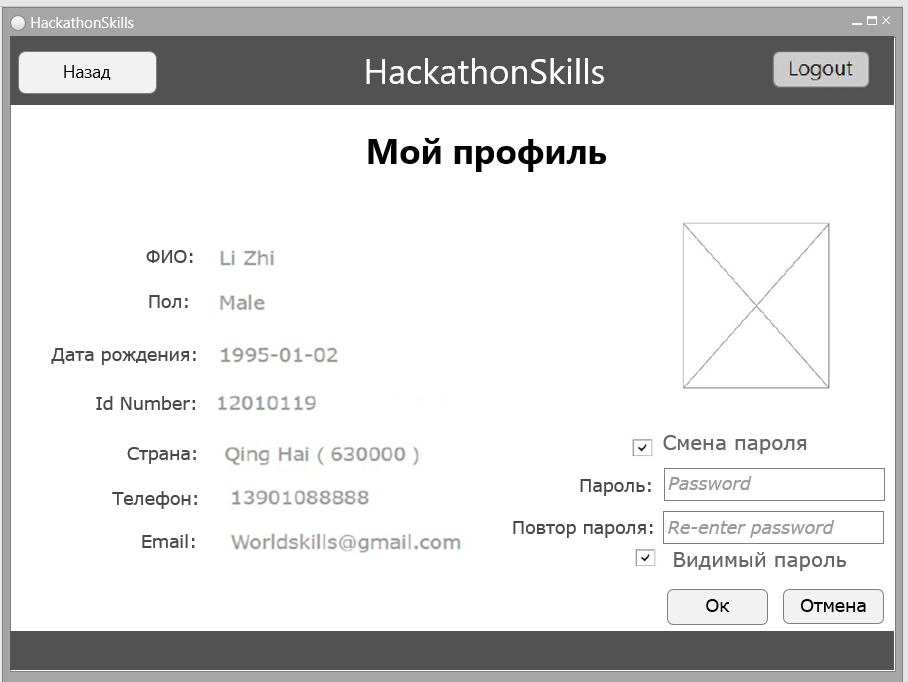 HackathonSkills
Назад
HackathonSkills
Logout
Мой профиль
ФИО: Li Zhi
Пол: Male
Дата рождения: 1995-01-02
Id Number: 12010119
Страна: Qing Hai ( 630000 )
Телефон: 13901088888
Email: Worldskills@gmail.com
Смена пароля
Пароль: Password
Повтор пароля: Re-enter password
Видимый пароль
Ок
Отмена